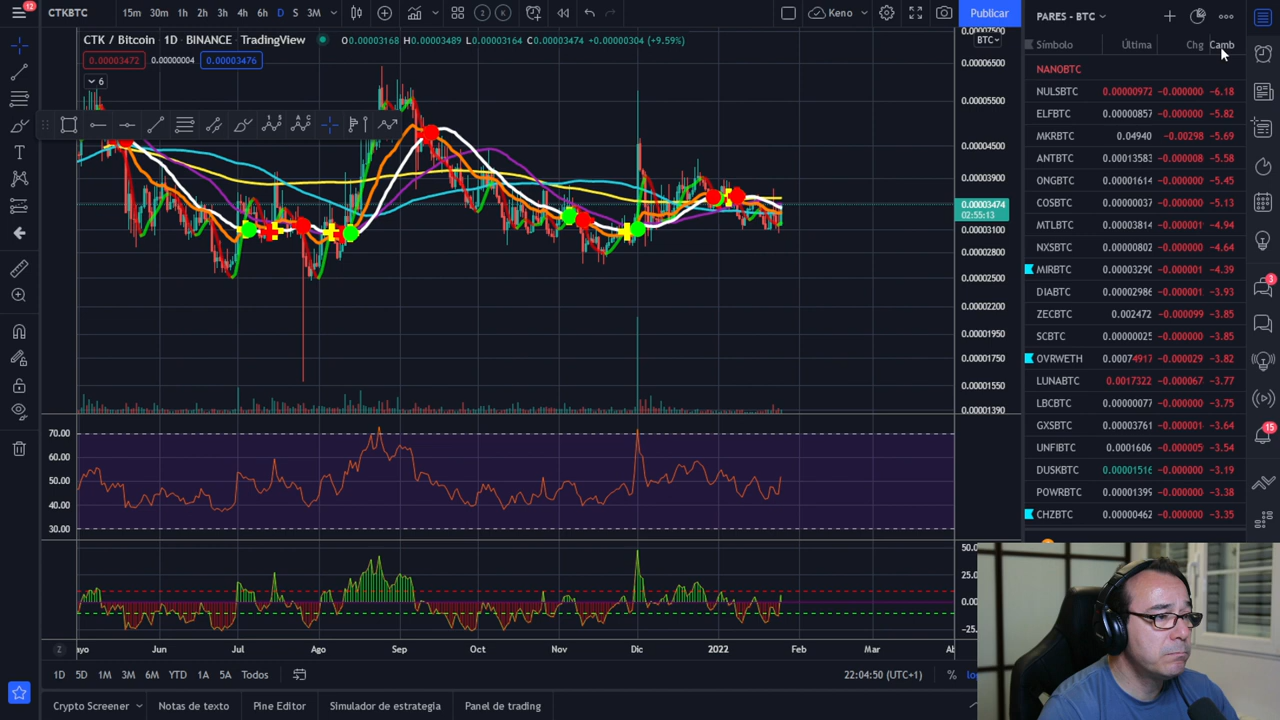 12
CTKBTC 15m 30m 1h 2h 3h 4h 6h D S 3M 2 K Keno Publicar
PARES - BTC
CTK / Bitcoin · 1D · BINANCE · TradingView O0.00003168 H0.00003489 L0.00003164 C0.00003474 +0.00000304 (+9.59%)
0.00003472 0.00000004 0.00003476
6
BTC
0.00007500
0.00006500
0.00005500
0.00004500
0.00003900
0.00003474
02:55:13
0.00003100
0.00002800
0.00002500
0.00002200
0.00001950
0.00001750
0.00001550
0.00001390
Símbolo Última Chg Camb
NANOBTC
NULSBTC 0.00000972 -0.000000 -6.18
ELFBTC 0.00000857 -0.000000 -5.82
MKRBTC 0.04940 -0.00298 -5.69
ANTBTC 0.00013583 -0.000008 -5.58
ONGBTC 0.00001614 -0.000000 -5.45
COSBTC 0.00000037 -0.000000 -5.13
MTLBTC 0.00003814 -0.000001 -4.94
NXSBTC 0.00000802 -0.000000 -4.64
MIRBTC 0.00003290 -0.000001 -4.39
DIABTC 0.00002986 -0.000001 -3.93
ZECBTC 0.002472 -0.000099 -3.85
SCBTC 0.00000025 -0.000000 -3.85
OVRWETH 0.00074917 -0.000029 -3.82
LUNABTC 0.0017322 -0.000067 -3.77
LBCBTC 0.00000077 -0.000000 -3.75
GXSBTC 0.00003761 -0.000001 -3.64
UNFIBTC 0.0001606 -0.000005 -3.54
DUSKBTC 0.00001516 -0.000000 -3.19
POWRBTC 0.00001399 -0.000000 -3.38
CHZBTC 0.00000462 -0.000000 -3.35
3
15
70.00
60.00
50.00
40.00
30.00
50.0
25.0
0.00
-25.
Z ayo Jun Jul Ago Sep Oct Nov Dic 2022 Feb Mar Ab
1D 5D 1M 3M 6M YTD 1A 5A Todos 22:04:50 (UTC+1) % log
Crypto Screener Notas de texto Pine Editor Simulador de estrategia Panel de trading